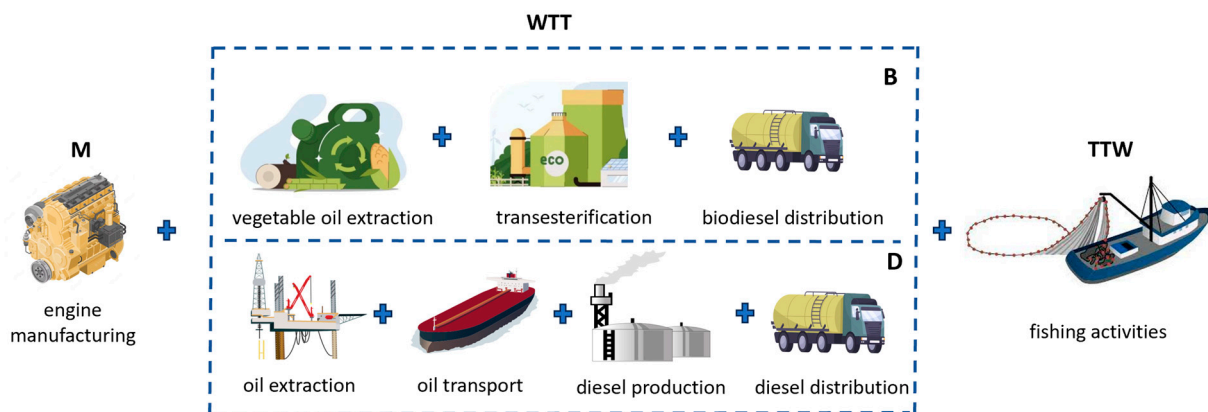 WTT
B
M
eco
TTW
vegetable oil extraction
transesterification
biodiesel distribution
D
engine
manufacturing
fishing activities
oil extraction
oil transport
diesel production
diesel distribution